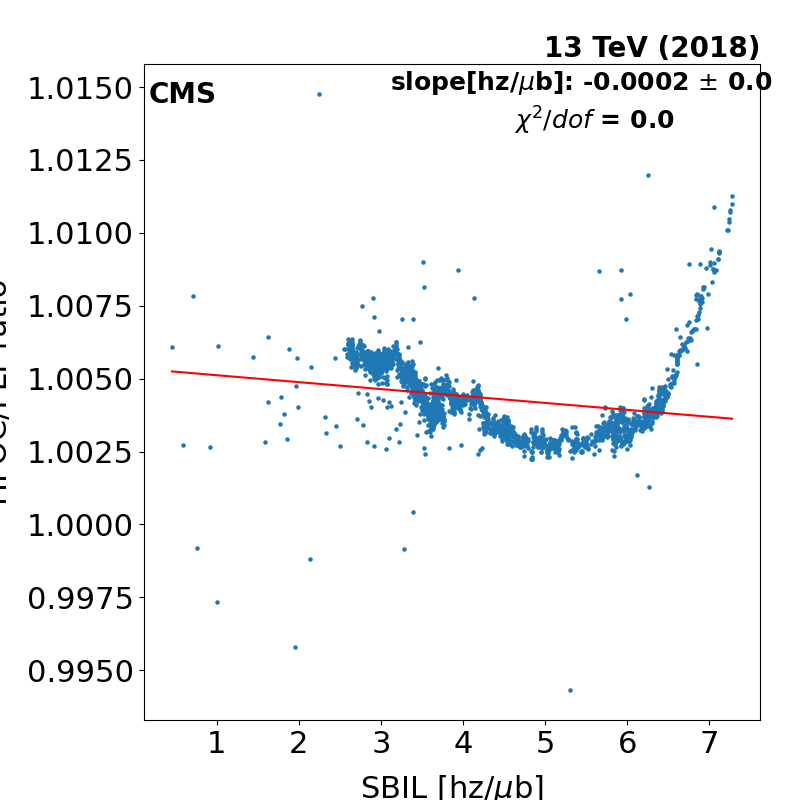 13 TeV (2018)
CMS
slope[hz/μb]: -0.0002 ± 0.0
χ²/dof = 0.0
1.0150
1.0125
1.0100
1.0075
1.0050
1.0025
1.0000
0.9975
0.9950
1 2 3 4 5 6 7
SBIL [hz/μb]